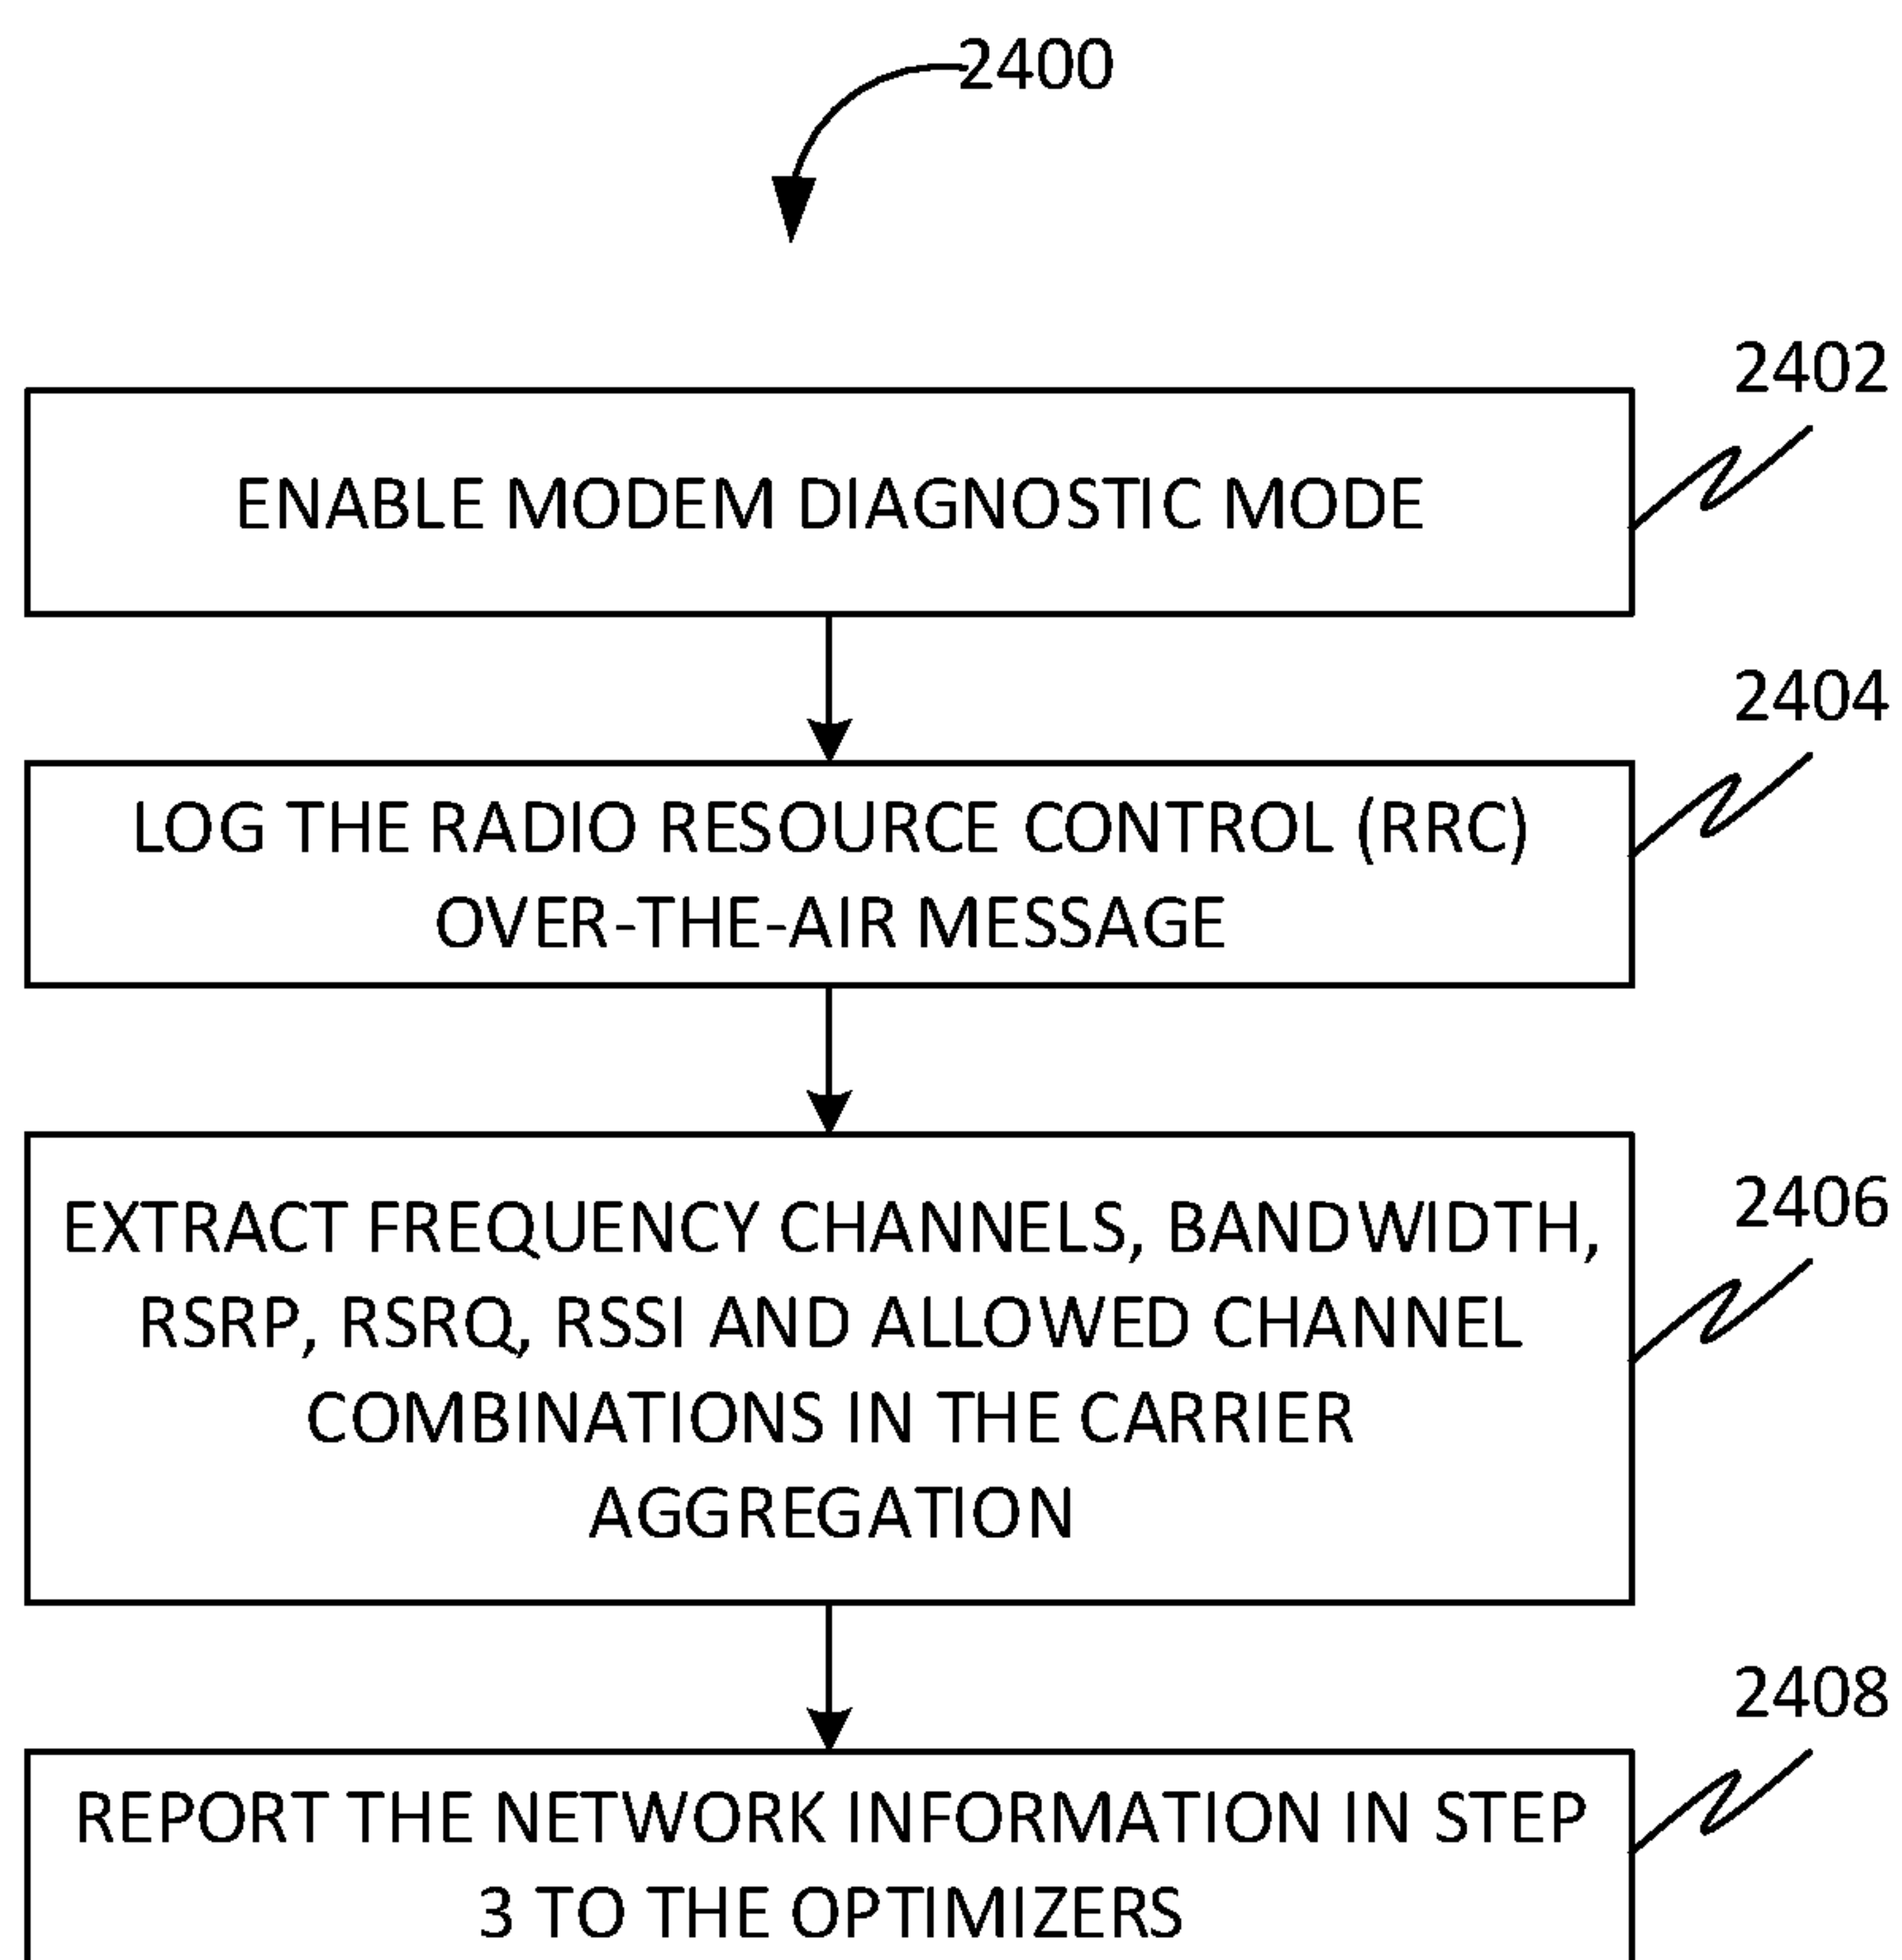 2400
2402
ENABLE MODEM DIAGNOSTIC MODE
2404
LOG THE RADIO RESOURCE CONTROL (RRC)
OVER-THE-AIR MESSAGE
2406
EXTRACT FREQUENCY CHANNELS, BANDWIDTH,
RSRP, RSRQ, RSSI AND ALLOWED CHANNEL
COMBINATIONS IN THE CARRIER
AGGREGATION
2408
REPORT THE NETWORK INFORMATION IN STEP
3 TO THE OPTIMIZERS